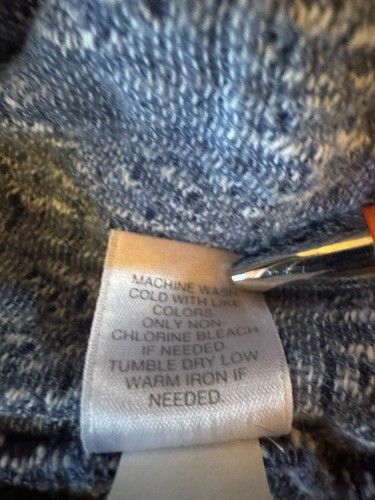 MACHINE WASH
COLD WITH LIKE
COLORS.
ONLY NON-
CHLORINE BLEACH
IF NEEDED.
TUMBLE DRY LOW
WARM IRON IF
NEEDED.